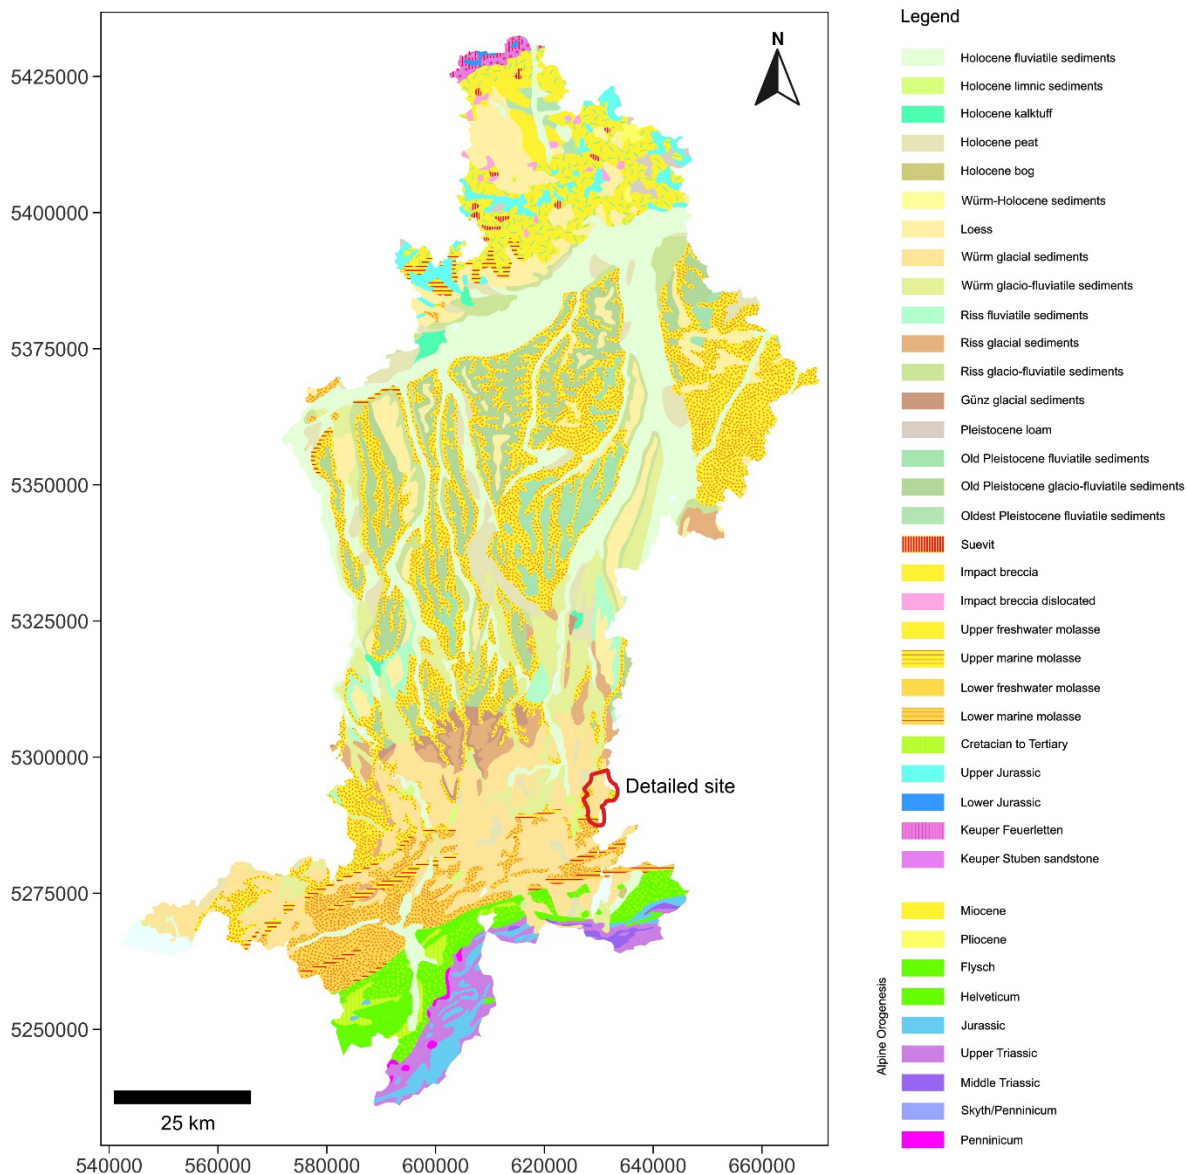 Legend
N
5425000
5400000
5375000
5350000
5325000
5300000
5275000
5250000
Detailed site
25 km
540000 560000 580000 600000 620000 640000 660000
Holocene fluviatile sediments
Holocene limnic sediments
Holocene kalktuff
Holocene peat
Holocene bog
Würm-Holocene sediments
Loess
Würm glacial sediments
Würm glacio-fluviatile sediments
Riss fluviatile sediments
Riss glacial sediments
Riss glacio-fluviatile sediments
Günz glacial sediments
Pleistocene loam
Old Pleistocene fluviatile sediments
Old Pleistocene glacio-fluviatile sediments
Oldest Pleistocene fluviatile sediments
Suevit
Impact breccia
Impact breccia dislocated
Upper freshwater molasse
Upper marine molasse
Lower freshwater molasse
Lower marine molasse
Cretacian to Tertiary
Upper Jurassic
Lower Jurassic
Keuper Feuerletten
Keuper Stuben sandstone
Alpine Orogenesis
Miocene
Pliocene
Flysch
Helveticum
Jurassic
Upper Triassic
Middle Triassic
Skyth/Penninicum
Penninicum